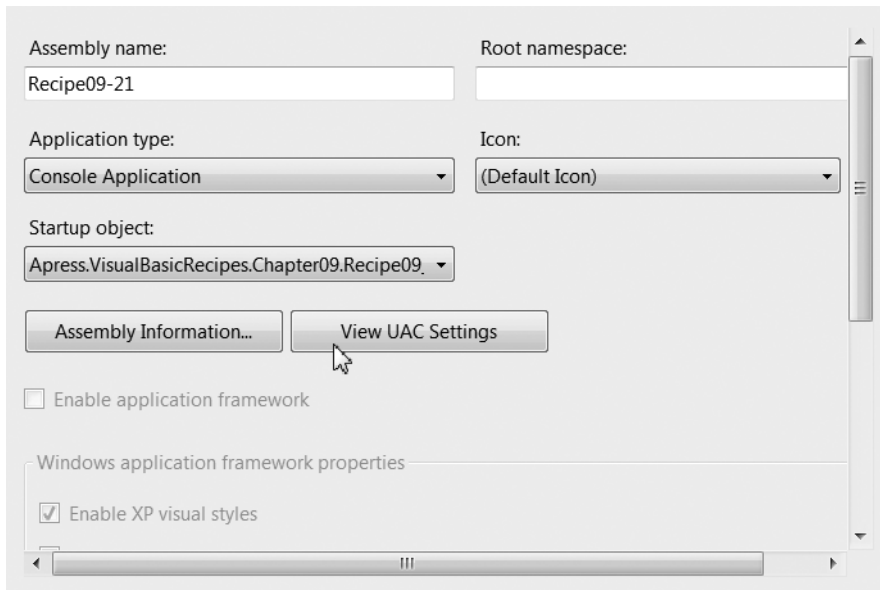 Assembly name:
Root namespace:
Recipe09-21
Application type:
Icon:
Console Application
(Default Icon)
Startup object:
Apress.VisualBasicRecipes.Chapter09.Recipe09_
Assembly Information...
View UAC Settings
Enable application framework
Windows application framework properties
Enable XP visual styles